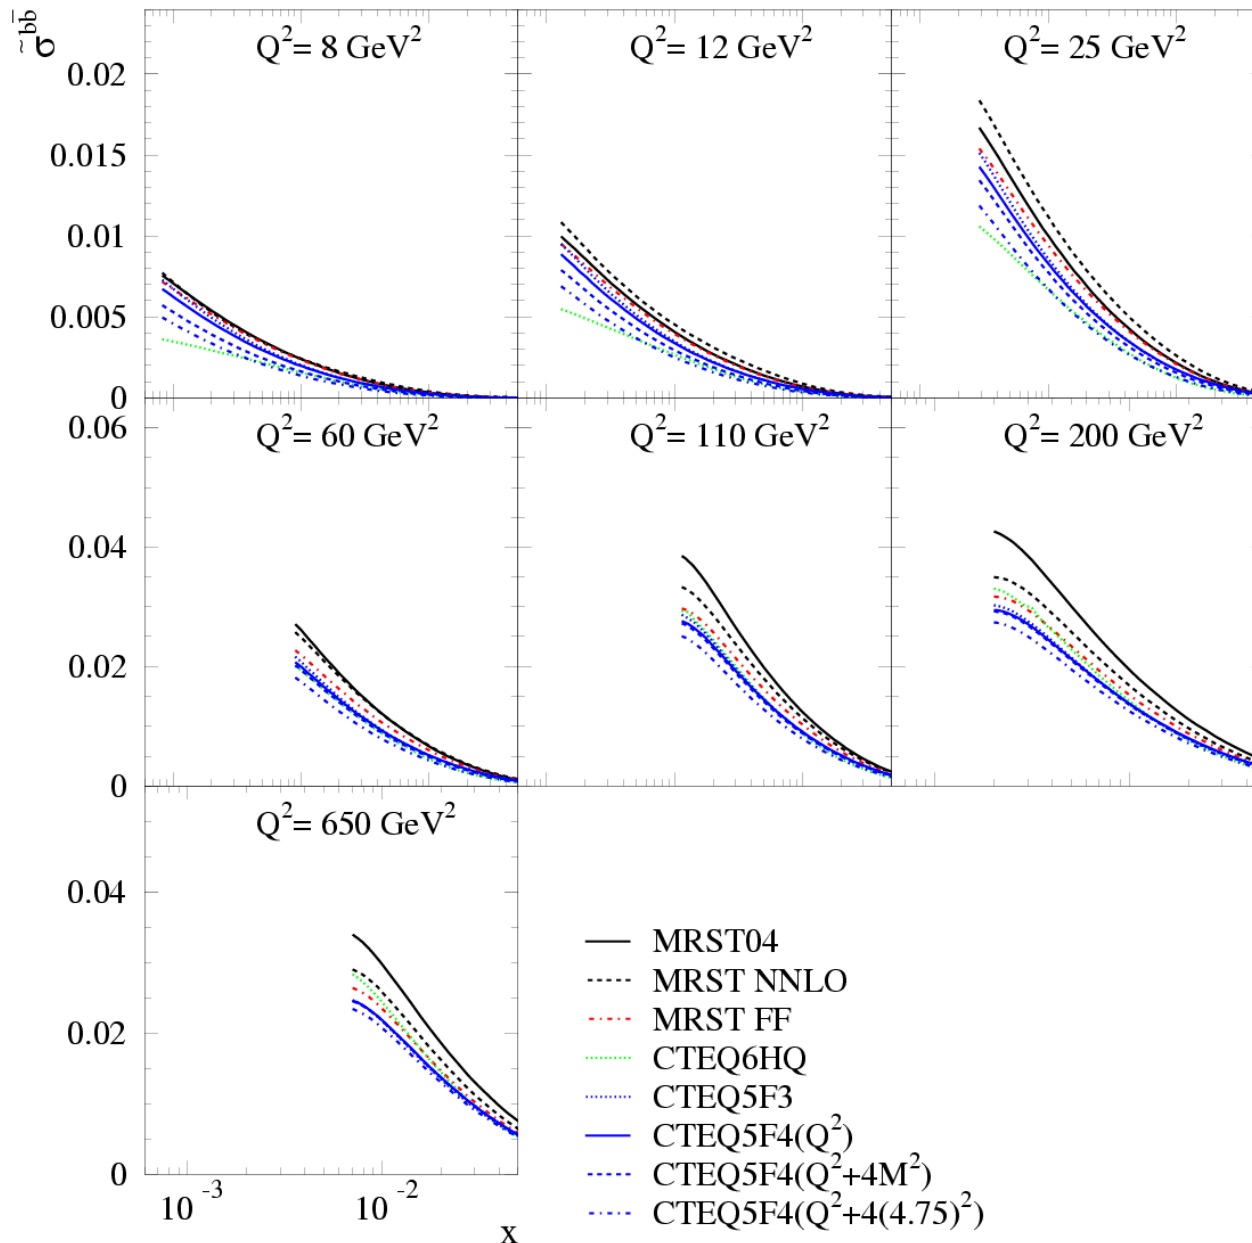 σ̃^bb̄
Q²= 8 GeV²
Q²= 12 GeV²
Q²= 25 GeV²
0.02
0.015
0.01
0.005
0
Q²= 60 GeV²
Q²= 110 GeV²
Q²= 200 GeV²
0.06
0.04
0.02
0
Q²= 650 GeV²
0.04
0.02
0
10⁻³
10⁻²
x
MRST04
MRST NNLO
MRST FF
CTEQ6HQ
CTEQ5F3
CTEQ5F4(Q²)
CTEQ5F4(Q²+4M²)
CTEQ5F4(Q²+4(4.75)²)